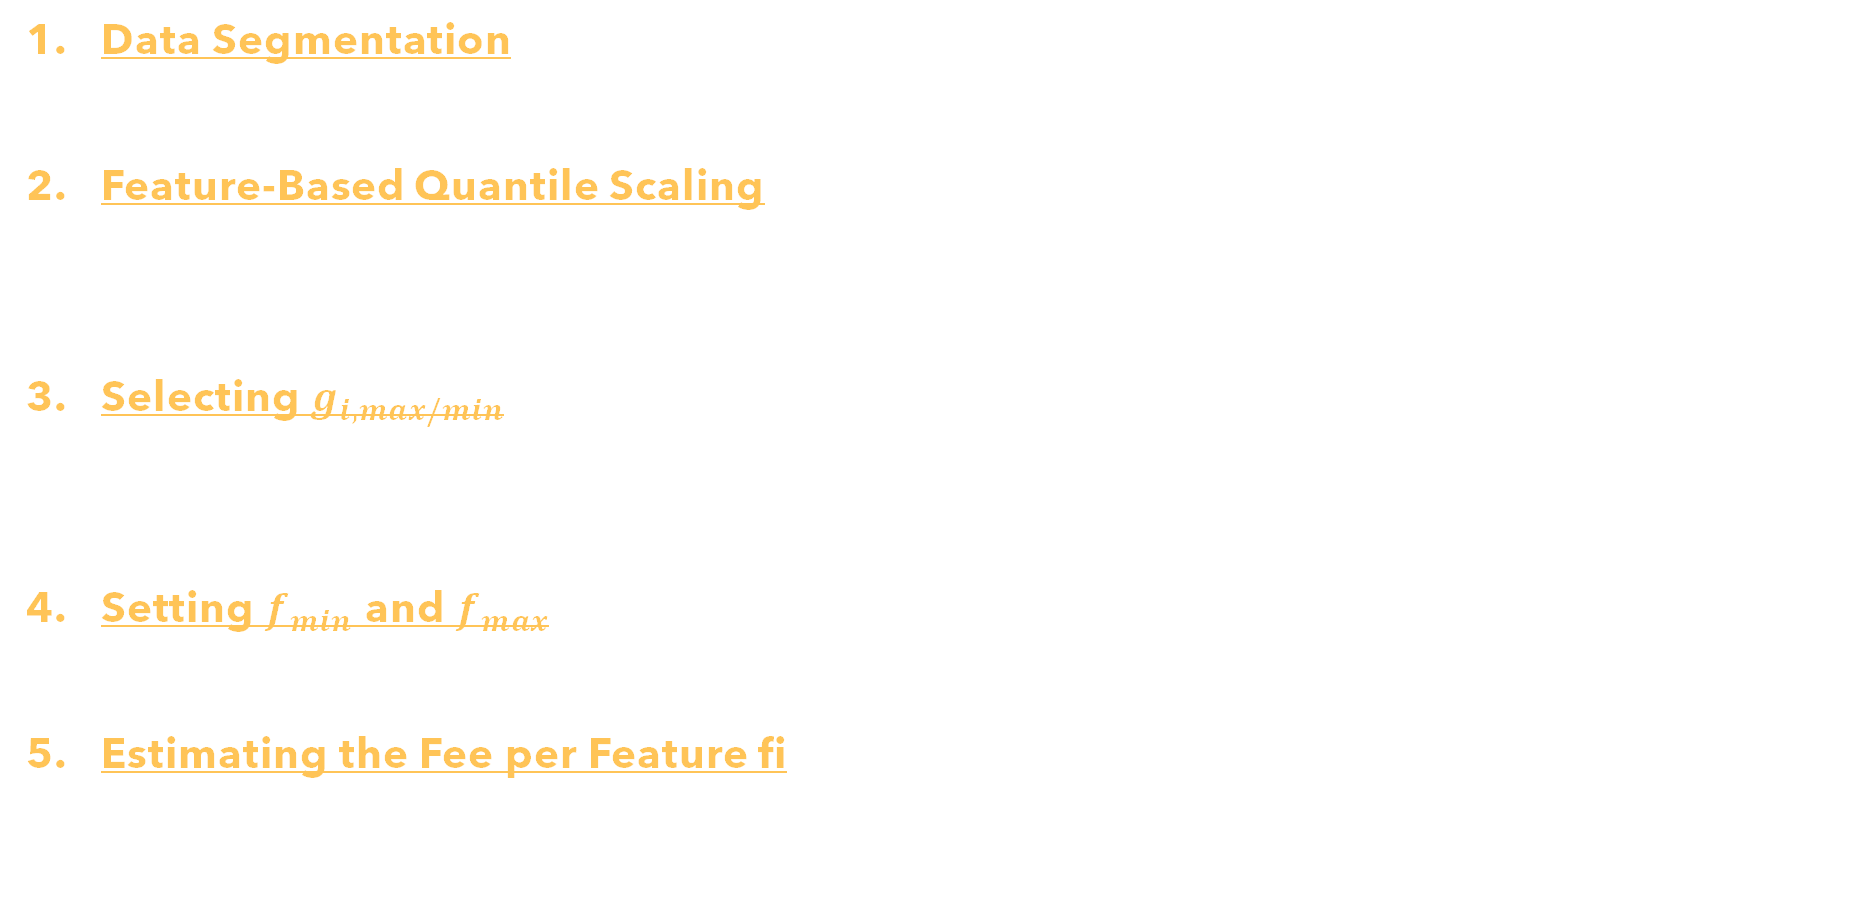 1. Data Segmentation
2. Feature-Based Quantile Scaling
3. Selecting g_{i,max/min}
4. Setting f_{min} and f_{max}
5. Estimating the Fee per Feature fi